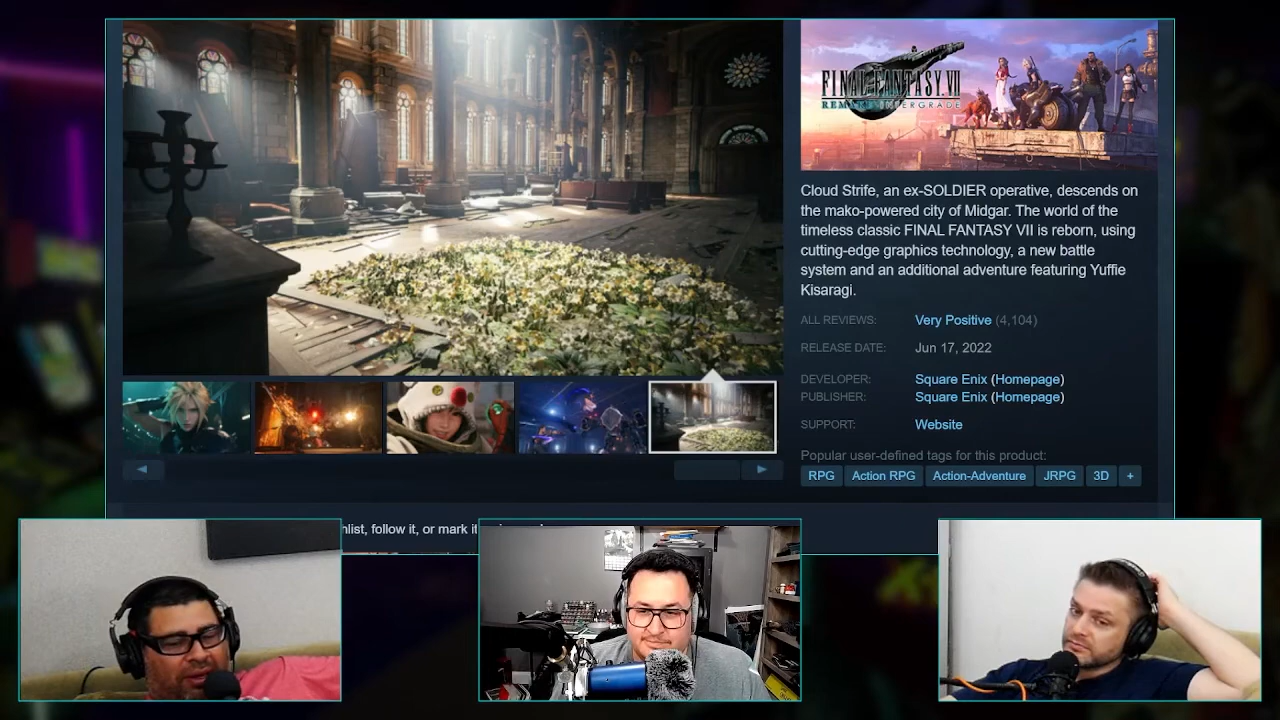 FINAL FANTASY VII
REMAKE INTERGRADE
Cloud Strife, an ex-SOLDIER operative, descends on
the mako-powered city of Midgar. The world of the
timeless classic FINAL FANTASY VII is reborn, using
cutting-edge graphics technology, a new battle
system and an additional adventure featuring Yuffie
Kisaragi.
ALL REVIEWS: Very Positive (4,104)
RELEASE DATE: Jun 17, 2022
DEVELOPER: Square Enix (Homepage)
PUBLISHER: Square Enix (Homepage)
SUPPORT: Website
Popular user-defined tags for this product:
RPG Action RPG Action-Adventure JRPG 3D +
hlist, follow it, or mark it